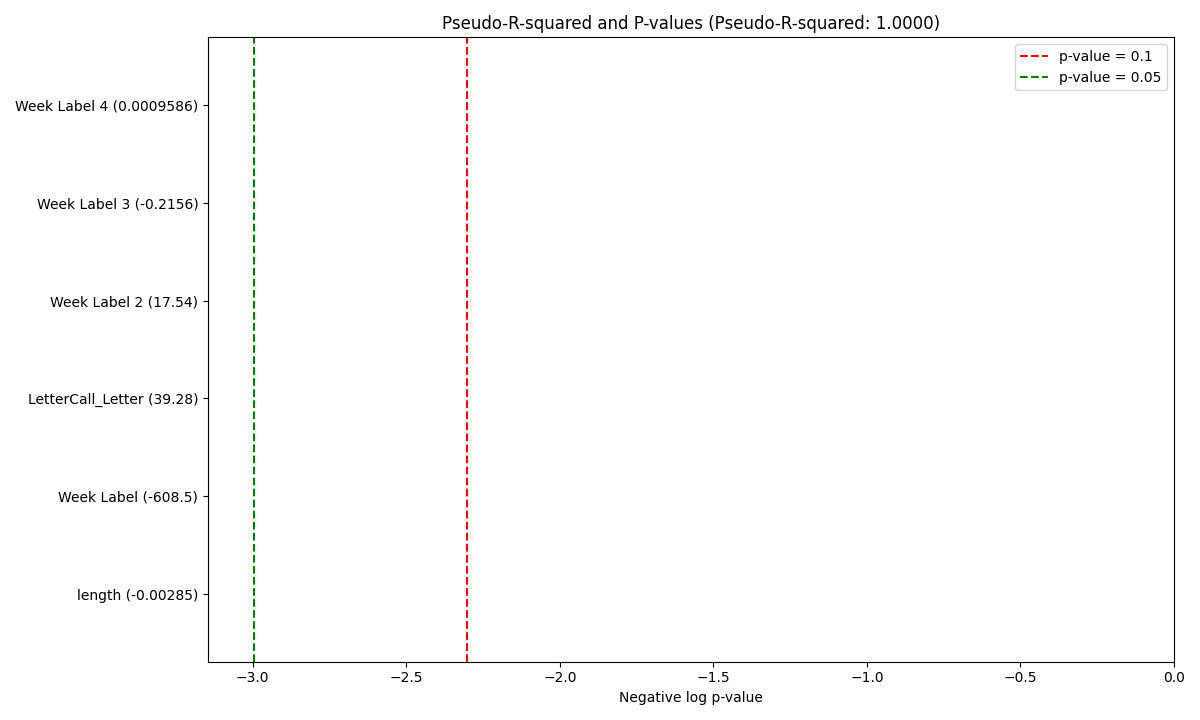 Pseudo-R-squared and P-values (Pseudo-R-squared: 1.0000)
p-value = 0.1
p-value = 0.05
Week Label 4 (0.0009586)
Week Label 3 (-0.2156)
Week Label 2 (17.54)
LetterCall_Letter (39.28)
Week Label (-608.5)
length (-0.00285)
−3.0 −2.5 −2.0 −1.5 −1.0 −0.5 0.0
Negative log p-value